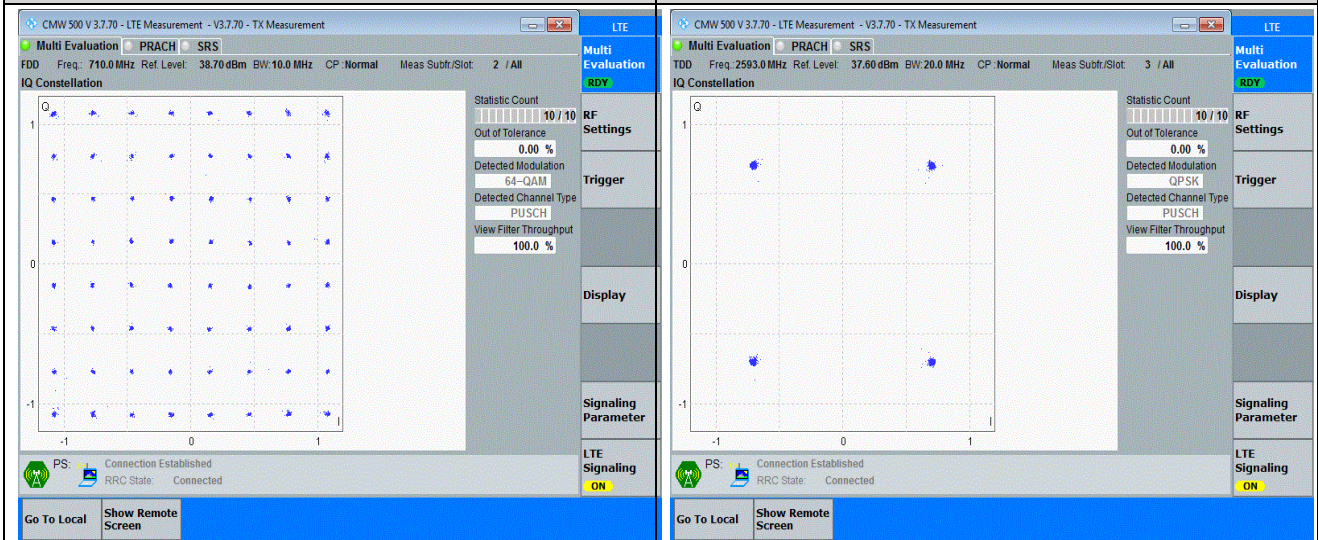 CMW 500 V 3.7.70 - LTE Measurement - V3.7.70 - TX Measurement
LTE
Multi Evaluation PRACH SRS
Multi
Evaluation
RDY
FDD Freq.: 710.0 MHz Ref. Level: 38.70 dBm BW: 10.0 MHz CP : Normal Meas Subfr./Slot: 2 / All
IQ Constellation
Q
1
0
-1
-1 0 1
I
Statistic Count
10 / 10
Out of Tolerance
0.00 %
Detected Modulation
64-QAM
Detected Channel Type
PUSCH
View Filter Throughput
100.0 %
RF
Settings
Trigger
Display
Signaling
Parameter
LTE
Signaling
ON
PS: Connection Established
RRC State: Connected
Go To Local
Show Remote
Screen
CMW 500 V 3.7.70 - LTE Measurement - V3.7.70 - TX Measurement
LTE
Multi Evaluation PRACH SRS
Multi
Evaluation
RDY
TDD Freq.: 2593.0 MHz Ref. Level: 37.60 dBm BW: 20.0 MHz CP : Normal Meas Subfr./Slot: 3 / All
IQ Constellation
Q
1
0
-1
-1 0 1
I
Statistic Count
10 / 10
Out of Tolerance
0.00 %
Detected Modulation
QPSK
Detected Channel Type
PUSCH
View Filter Throughput
100.0 %
RF
Settings
Trigger
Display
Signaling
Parameter
LTE
Signaling
ON
PS: Connection Established
RRC State: Connected
Go To Local
Show Remote
Screen